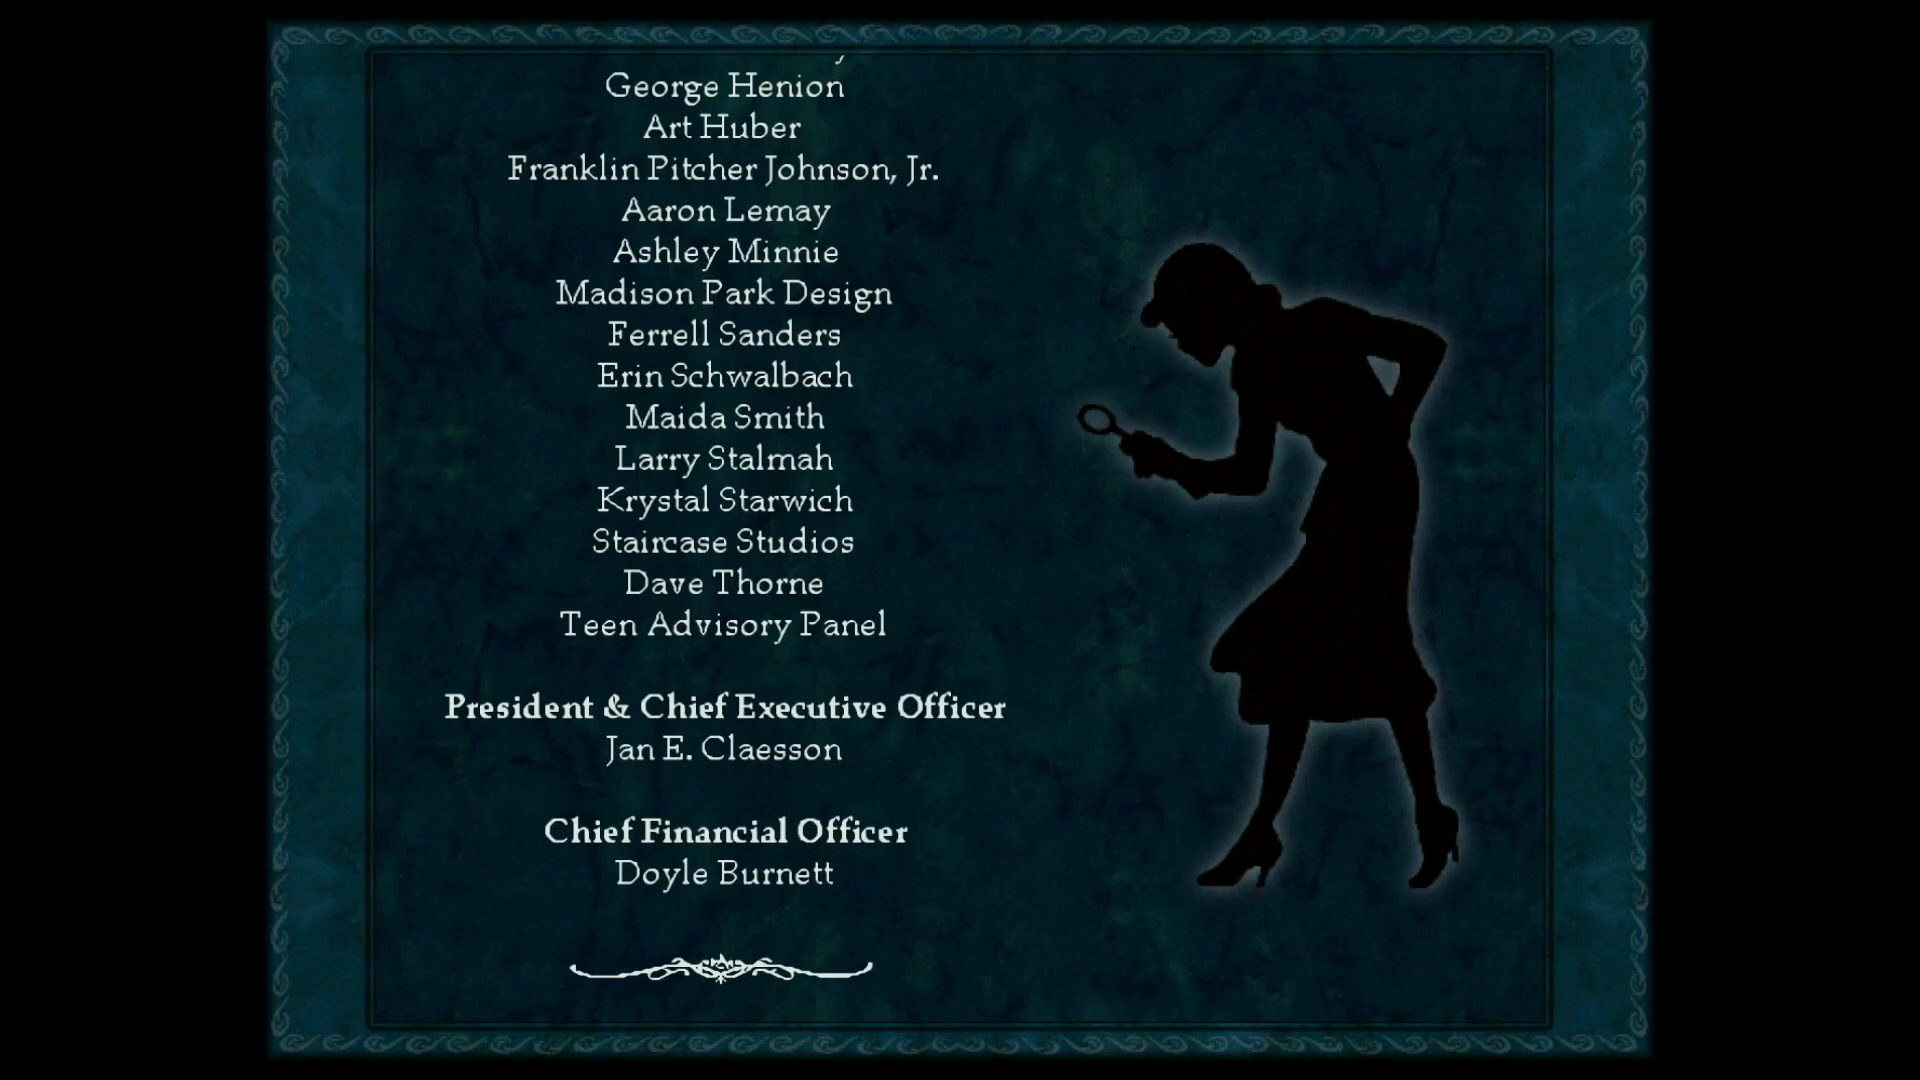 George Henion
Art Huber
Franklin Pitcher Johnson, Jr.
Aaron Lemay
Ashley Minnie
Madison Park Design
Ferrell Sanders
Erin Schwalbach
Maida Smith
Larry Stalmah
Krystal Starwich
Staircase Studios
Dave Thorne
Teen Advisory Panel
President & Chief Executive Officer
Jan E. Claesson
Chief Financial Officer
Doyle Burnett